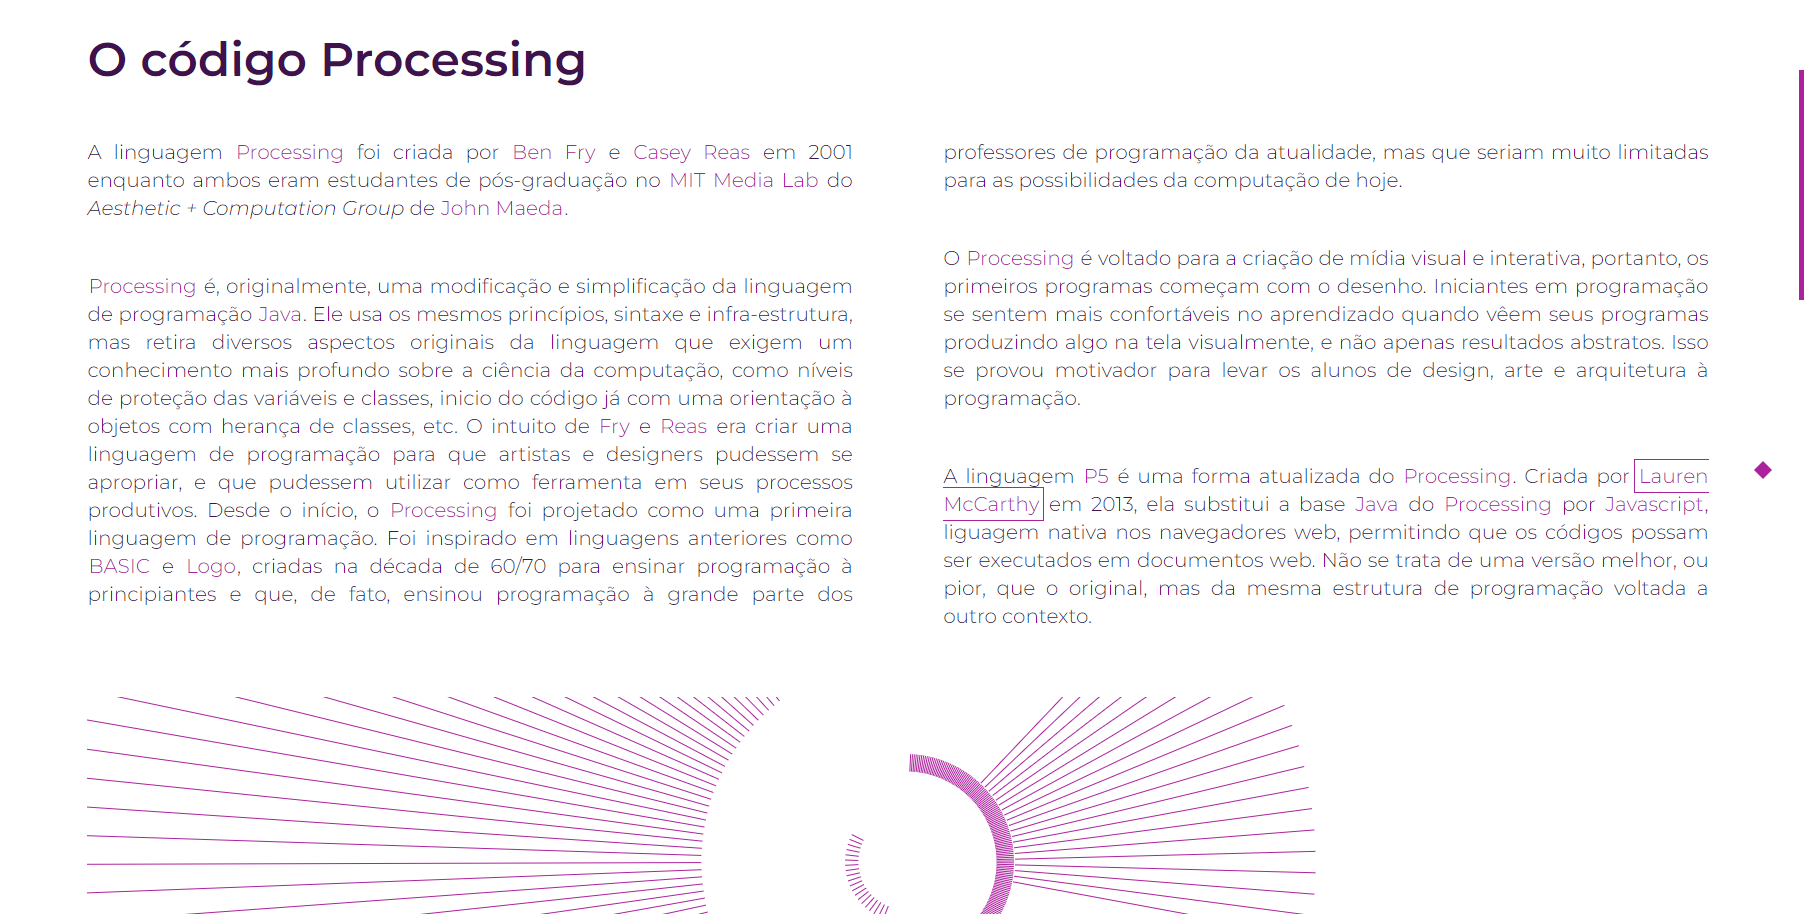 O código Processing
A linguagem Processing foi criada por Ben Fry e Casey Reas em 2001
enquanto ambos eram estudantes de pós-graduação no MIT Media Lab do
Aesthetic + Computation Group de John Maeda.
Processing é, originalmente, uma modificação e simplificação da linguagem
de programação Java. Ele usa os mesmos princípios, sintaxe e infra-estrutura,
mas retira diversos aspectos originais da linguagem que exigem um
conhecimento mais profundo sobre a ciência da computação, como níveis
de proteção das variáveis e classes, inicio do código já com uma orientação à
objetos com herança de classes, etc. O intuito de Fry e Reas era criar uma
linguagem de programação para que artistas e designers pudessem se
apropriar, e que pudessem utilizar como ferramenta em seus processos
produtivos. Desde o início, o Processing foi projetado como uma primeira
linguagem de programação. Foi inspirado em linguagens anteriores como
BASIC e Logo, criadas na década de 60/70 para ensinar programação à
principiantes e que, de fato, ensinou programação à grande parte dos
professores de programação da atualidade, mas que seriam muito limitadas
para as possibilidades da computação de hoje.
O Processing é voltado para a criação de mídia visual e interativa, portanto, os
primeiros programas começam com o desenho. Iniciantes em programação
se sentem mais confortáveis no aprendizado quando vêem seus programas
produzindo algo na tela visualmente, e não apenas resultados abstratos. Isso
se provou motivador para levar os alunos de design, arte e arquitetura à
programação.
A linguagem P5 é uma forma atualizada do Processing. Criada por Lauren
McCarthy em 2013, ela substitui a base Java do Processing por Javascript,
liguagem nativa nos navegadores web, permitindo que os códigos possam
ser executados em documentos web. Não se trata de uma versão melhor, ou
pior, que o original, mas da mesma estrutura de programação voltada a
outro contexto.